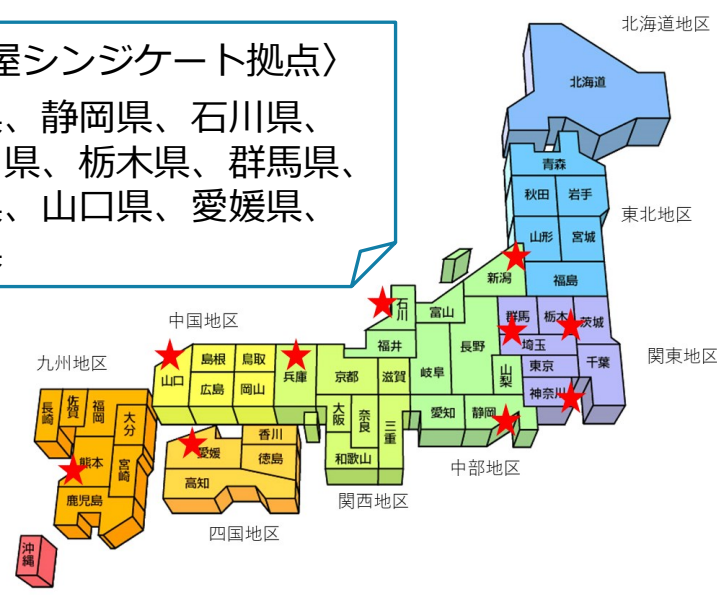 屋シンジケート拠点〉
、静岡県、石川県、
県、栃木県、群馬県、
、山口県、愛媛県、
北海道地区
北海道
青森
秋田 岩手
東北地区
山形 宮城
新潟 福島
石川 富山 群馬 栃木 茨城
中国地区
福井 長野 埼玉
関東地区
九州地区
島根 鳥取 兵庫 京都 滋賀 岐阜 山梨 東京 千葉
山口 広島 岡山 神奈川
長崎 佐賀 福岡 大分
大阪 奈良 三重 愛知 静岡
香川
愛媛 徳島 和歌山
中部地区
熊本 宮崎
高知
関西地区
鹿児島
四国地区
沖縄